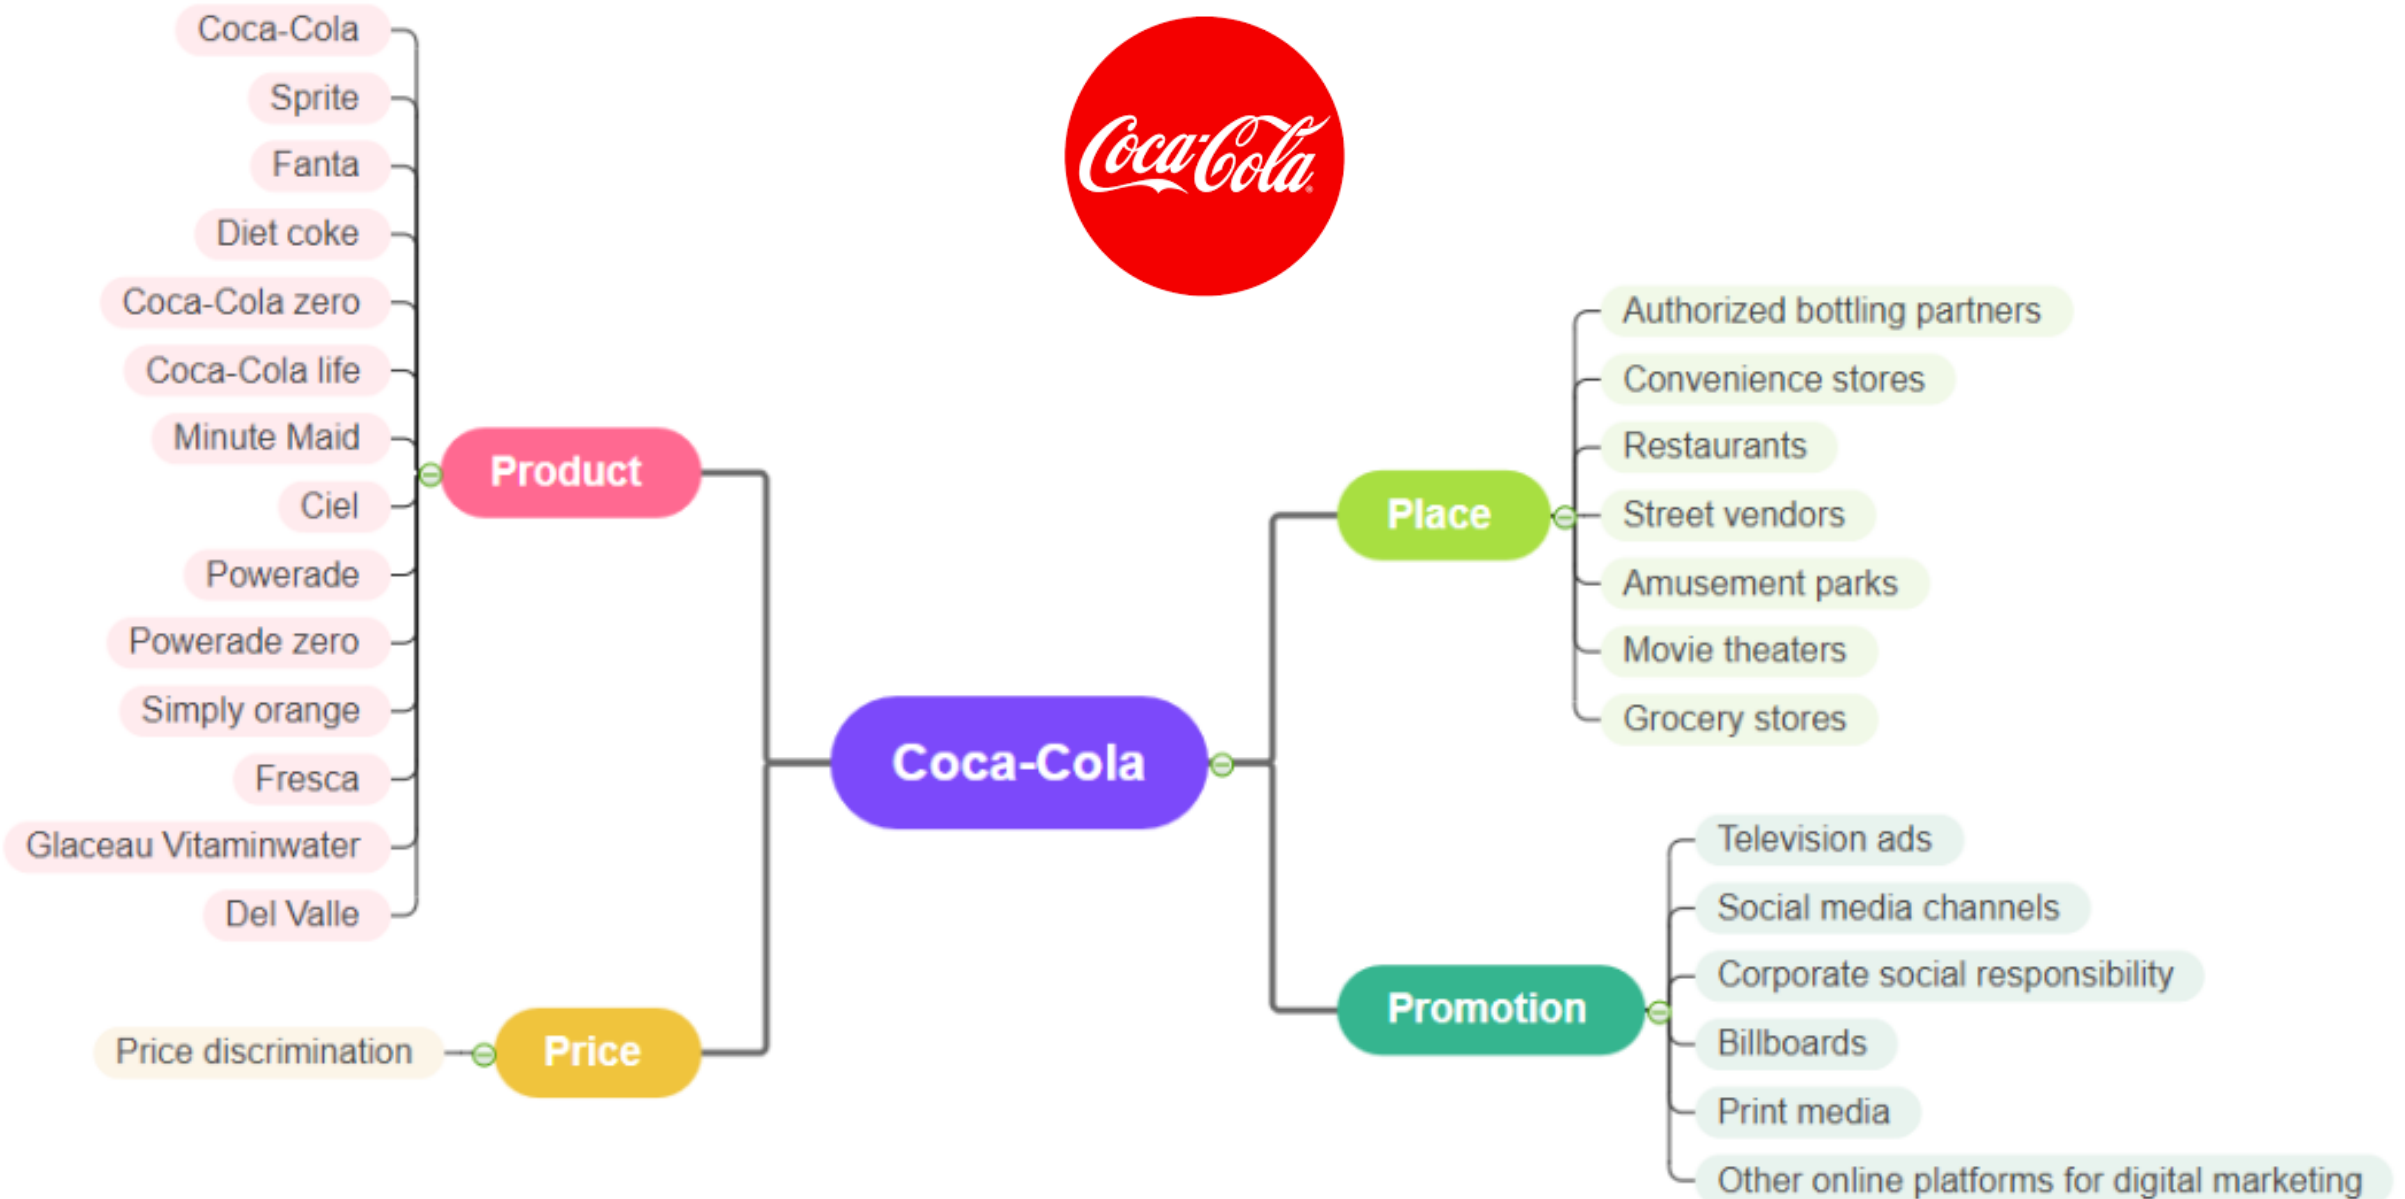 Coca-Cola
Sprite
Fanta
Diet coke
Coca-Cola zero
Coca-Cola life
Minute Maid
Ciel
Powerade
Powerade zero
Simply orange
Fresca
Glaceau Vitaminwater
Del Valle
Product
Price discrimination
Price
Coca-Cola
Coca-Cola
Place
Authorized bottling partners
Convenience stores
Restaurants
Street vendors
Amusement parks
Movie theaters
Grocery stores
Promotion
Television ads
Social media channels
Corporate social responsibility
Billboards
Print media
Other online platforms for digital marketing